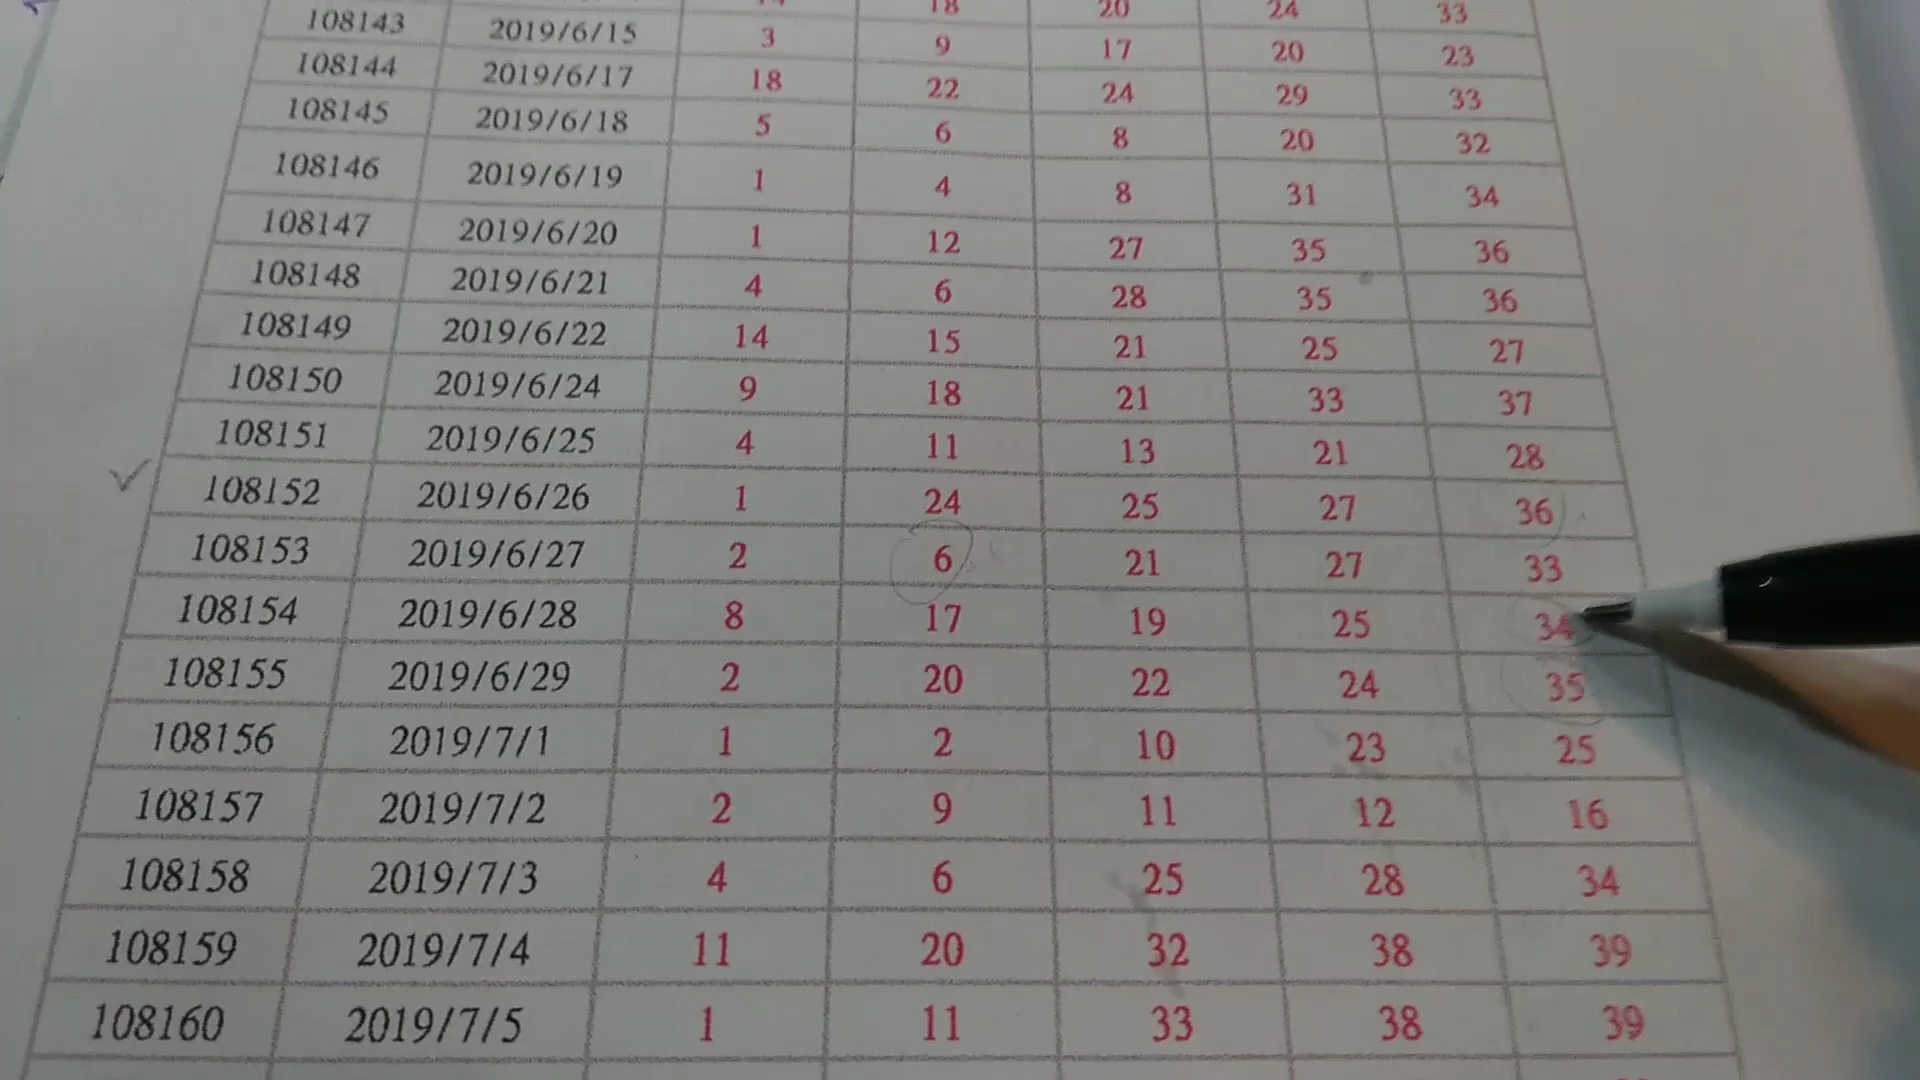 18 20 24 33
108143 2019/6/15 3 9 17 20 23
108144 2019/6/17 18 22 24 29 33
108145 2019/6/18 5 6 8 20 32
108146 2019/6/19 1 4 8 31 34
108147 2019/6/20 1 12 27 35 36
108148 2019/6/21 4 6 28 35 36
108149 2019/6/22 14 15 21 25 27
108150 2019/6/24 9 18 21 33 37
108151 2019/6/25 4 11 13 21 28
108152 2019/6/26 1 24 25 27 36
108153 2019/6/27 2 6 21 27 33
108154 2019/6/28 8 17 19 25 34
108155 2019/6/29 2 20 22 24 35
108156 2019/7/1 1 2 10 23 25
108157 2019/7/2 2 9 11 12 16
108158 2019/7/3 4 6 25 28 34
108159 2019/7/4 11 20 32 38 39
108160 2019/7/5 1 11 33 38 39